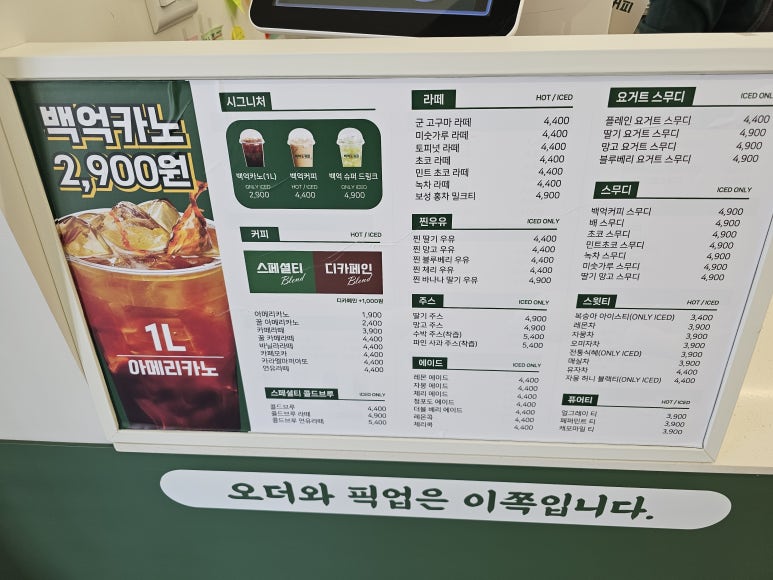 커피
백억카노
2,900원
1L
아메리카노
시그니처
백억카노(1L) 백억커피 백억 슈퍼 드링크
ONLY ICED HOT / ICED ONLY ICED
2,900 4,400 4,900
커피 HOT / ICED
스페셜티 Blend 디카페인 Blend
디카페인 +1,000원
아메리카노 1,900
꿀 아메리카노 2,400
카페라떼 3,900
꿀 카페라떼 4,400
바닐라라떼 4,400
카페모카 4,400
카라멜마끼아또 4,400
연유라떼 4,400
스페셜티 콜드브루 ICED ONLY
콜드브루 4,400
콜드브루 라떼 4,900
콜드브루 연유라떼 5,400
라떼 HOT / ICED
군 고구마 라떼 4,400
미숫가루 라떼 4,400
토피넛 라떼 4,400
초코 라떼 4,400
민트 초코 라떼 4,400
녹차 라떼 4,400
보성 홍차 밀크티 4,900
찐우유 ICED ONLY
찐 딸기 우유 4,400
찐 망고 우유 4,400
찐 블루베리 우유 4,400
찐 체리 우유 4,400
찐 바나나 딸기 우유 4,900
주스 ICED ONLY
딸기 주스 4,900
망고 주스 4,900
수박 주스(착즙) 5,400
파인 사과 주스(착즙) 5,400
에이드 ICED ONLY
레몬 에이드 4,400
자몽 에이드 4,400
체리 에이드 4,400
청포도 에이드 4,400
더블 베리 에이드 4,400
레몬콕 4,400
체리콕 4,400
요거트 스무디 ICED ONLY
플레인 요거트 스무디 4,400
딸기 요거트 스무디 4,900
망고 요거트 스무디 4,900
블루베리 요거트 스무디 4,900
스무디 ICED ONLY
백억커피 스무디 4,900
배 스무디 4,900
초코 스무디 4,900
민트초코 스무디 4,900
녹차 스무디 4,900
미숫가루 스무디 4,900
딸기 망고 스무디 4,900
스윗티 HOT / ICED
복숭아 아이스티(ONLY ICED) 3,400
레몬차 3,900
자몽차 3,900
오미자차 3,900
전통식혜(ONLY ICED) 3,900
매실차 3,900
유자차 4,400
자몽 허니 블랙티(ONLY ICED) 4,400
퓨어티 HOT / ICED
얼그레이 티 3,900
페퍼민트 티 3,900
캐모마일 티 3,900
오더와 픽업은 이쪽입니다.